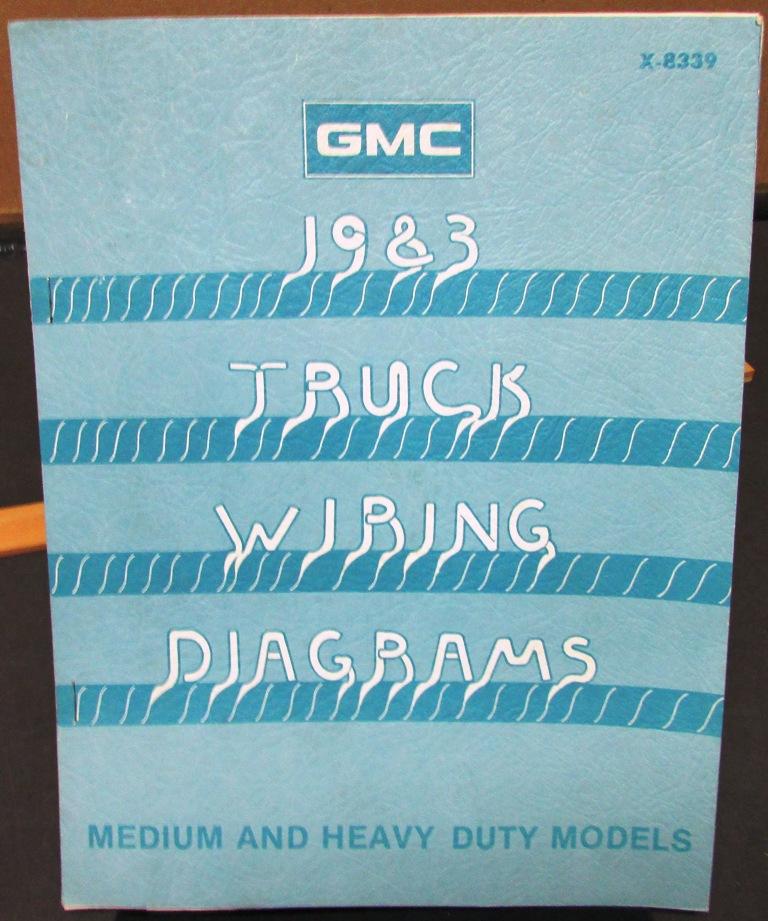 X-8339
GMC
1983
TRUCK
WIRING
DIAGRAMS
MEDIUM AND HEAVY DUTY MODELS